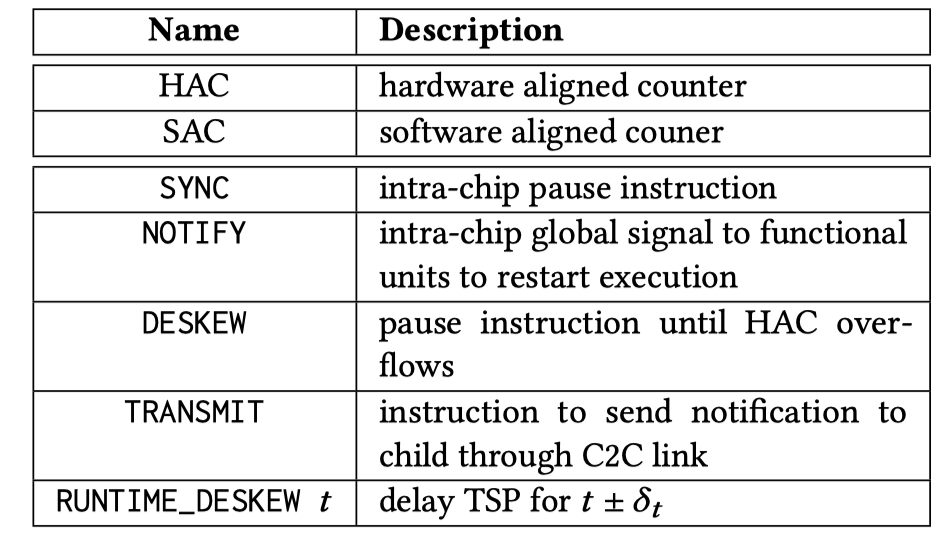 Name Description
HAC hardware aligned counter
SAC software aligned couner
SYNC intra-chip pause instruction
NOTIFY intra-chip global signal to functional
units to restart execution
DESKEW pause instruction until HAC over-
flows
TRANSMIT instruction to send notification to
child through C2C link
RUNTIME_DESKEW t delay TSP for t ± δt